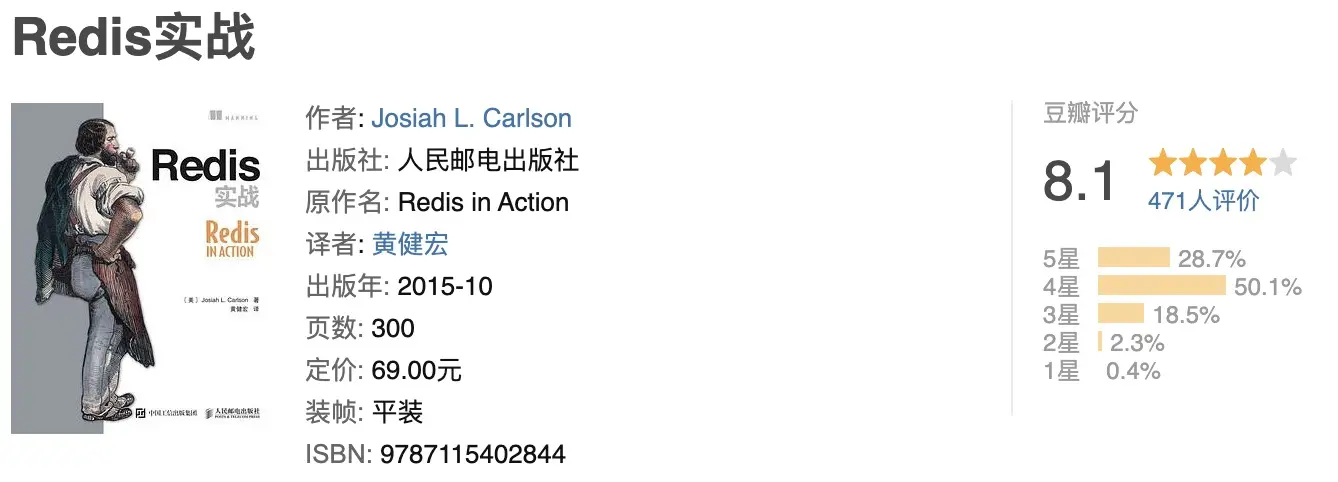 Redis实战
MANNING
Redis
实战
Redis
IN ACTION
〔美〕Josiah L. Carlson 著
黄健宏 译
中国工信出版集团
人民邮电出版社
POSTS & TELECOM PRESS
作者: Josiah L. Carlson
出版社: 人民邮电出版社
原作名: Redis in Action
译者: 黄健宏
出版年: 2015-10
页数: 300
定价: 69.00元
装帧: 平装
ISBN: 9787115402844
豆瓣评分
8.1
471人评价
5星 28.7%
4星 50.1%
3星 18.5%
2星 2.3%
1星 0.4%